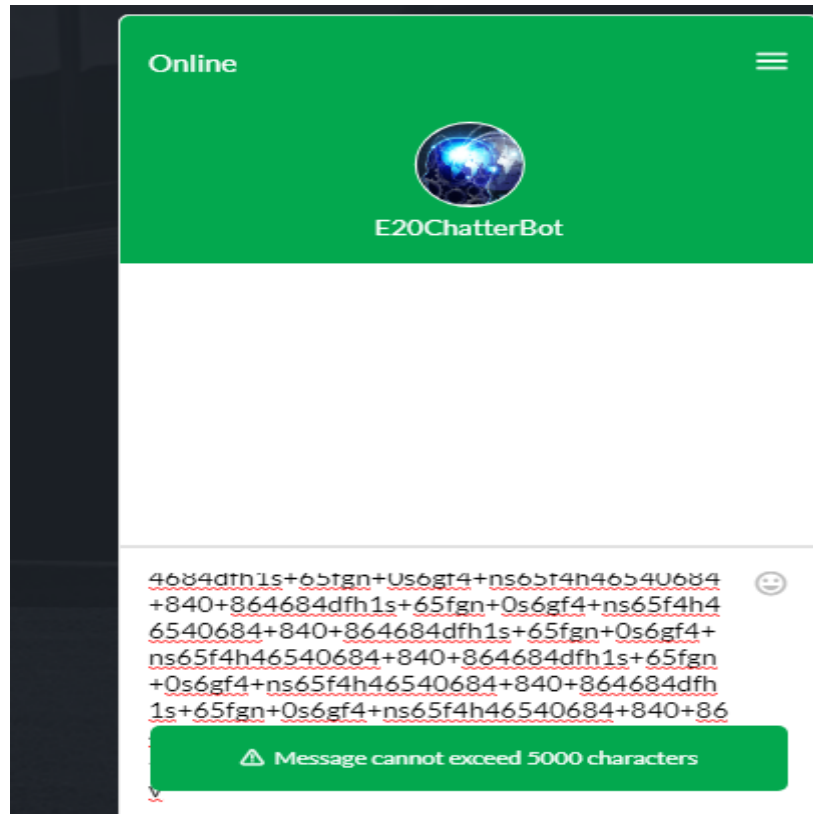 Online
E20ChatterBot
4684dfh1s+65fgn+0s6gf4+ns65f4h46540684
+840+864684dfh1s+65fgn+0s6gf4+ns65f4h4
6540684+840+864684dfh1s+65fgn+0s6gf4+
ns65f4h46540684+840+864684dfh1s+65fgn
+0s6gf4+ns65f4h46540684+840+864684dfh
1s+65fgn+0s6gf4+ns65f4h46540684+840+86
Message cannot exceed 5000 characters
v